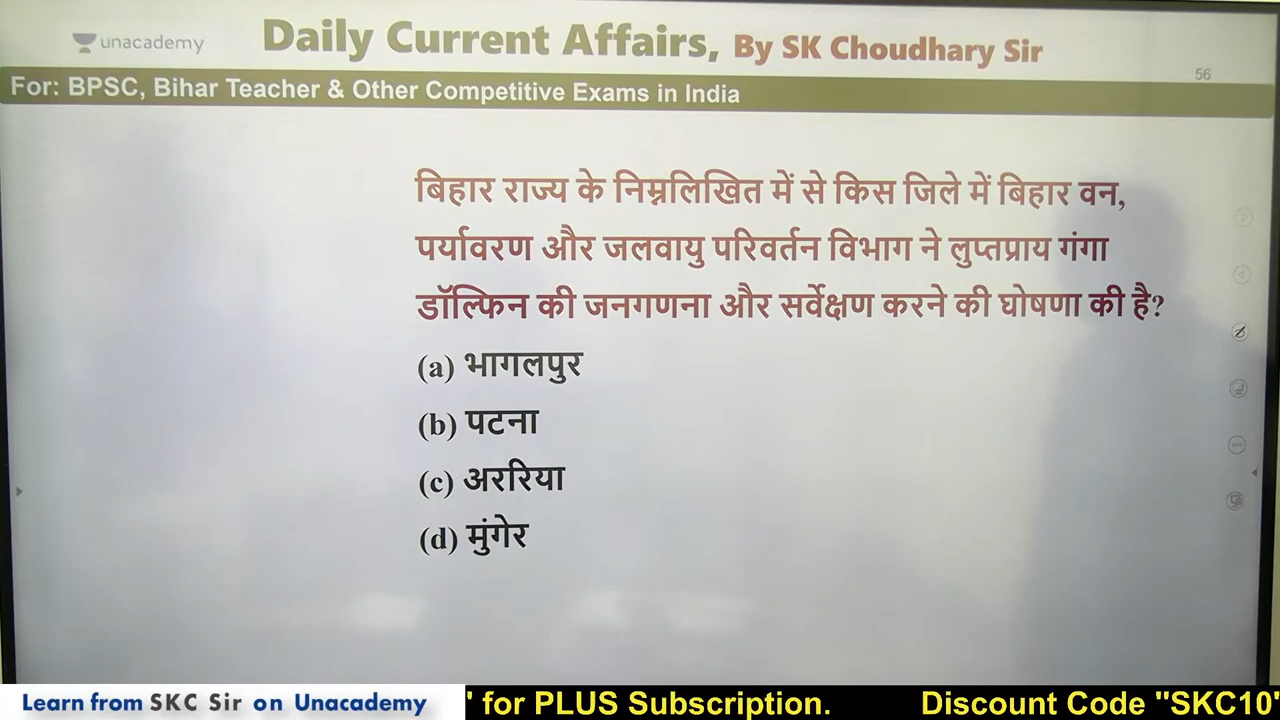 unacademy
Daily Current Affairs, By SK Choudhary Sir
56
For: BPSC, Bihar Teacher & Other Competitive Exams in India
बिहार राज्य के निम्नलिखित में से किस जिले में बिहार वन,
पर्यावरण और जलवायु परिवर्तन विभाग ने लुप्तप्राय गंगा
डॉल्फिन की जनगणना और सर्वेक्षण करने की घोषणा की है?
(a) भागलपुर
(b) पटना
(c) अररिया
(d) मुंगेर
Learn from SKC Sir on Unacademy
' for PLUS Subscription. Discount Code "SKC10"